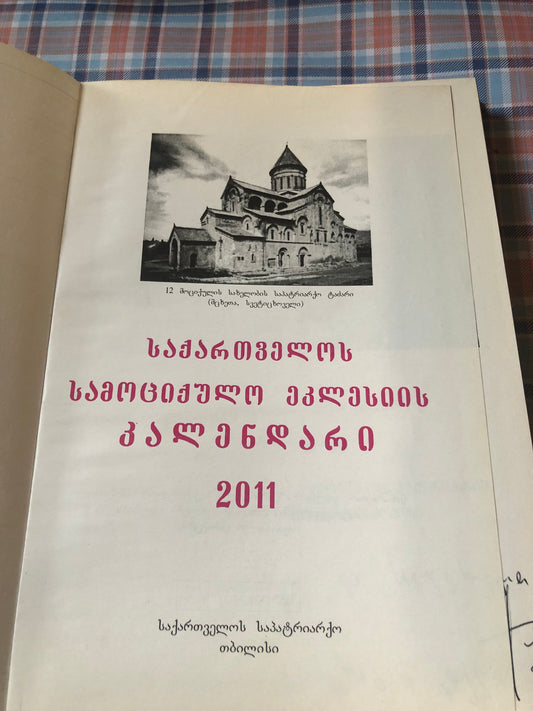 12 მოციქულის სახელობის საპატრიარქო ტაძარი
(მცხეთა, სვეტიცხოველი)
საქართველოს
სამოციქულო ეკლესიის
კალენდარი
2011
საქართველოს საპატრიარქო
თბილისი